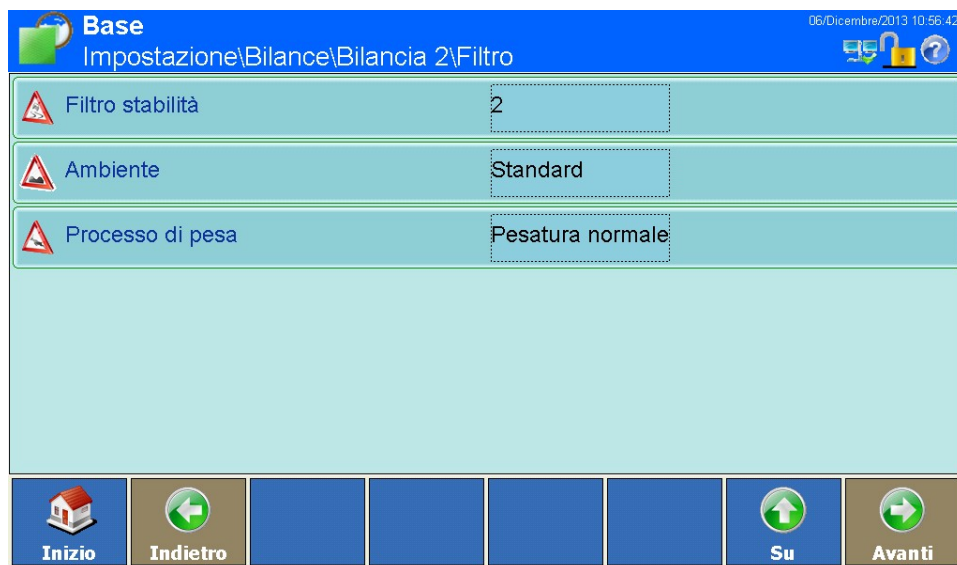 Base
06/Dicembre/2013 10:56:42
Impostazione\Bilance\Bilancia 2\Filtro
Filtro stabilità 2
Ambiente Standard
Processo di pesa Pesatura normale
Inizio Indietro Su Avanti